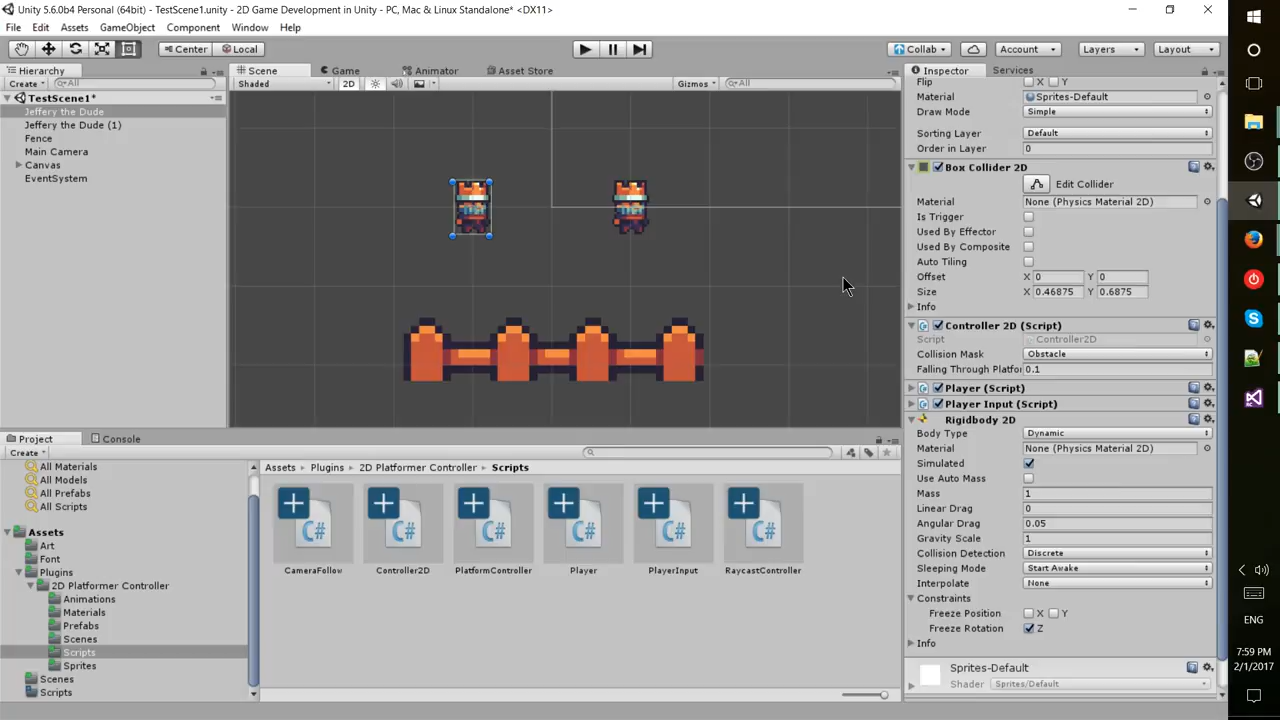 Unity 5.6.0b4 Personal (64bit) - TestScene1.unity - 2D Game Development in Unity - PC, Mac & Linux Standalone* <DX11>
File Edit Assets GameObject Component Window Help
Center Local Collab Account Layers Layout
Hierarchy
Create All
TestScene1*
Jeffery the Dude
Jeffery the Dude (1)
Fence
Main Camera
Canvas
EventSystem
Scene Game Animator Asset Store
Shaded 2D Gizmos All
Inspector Services
Flip X Y
Material Sprites-Default
Draw Mode Simple
Sorting Layer Default
Order in Layer 0
Box Collider 2D
Edit Collider
Material None (Physics Material 2D)
Is Trigger
Used By Effector
Used By Composite
Auto Tiling
Offset X 0 Y 0
Size X 0.46875 Y 0.6875
Info
Controller 2D (Script)
Script Controller2D
Collision Mask Obstacle
Falling Through Platfo 0.1
Player (Script)
Player Input (Script)
Rigidbody 2D
Body Type Dynamic
Material None (Physics Material 2D)
Simulated
Use Auto Mass
Mass 1
Linear Drag 0
Angular Drag 0.05
Gravity Scale 1
Collision Detection Discrete
Sleeping Mode Start Awake
Interpolate None
Constraints
Freeze Position X Y
Freeze Rotation Z
Info
Sprites-Default
Shader Sprites/Default
Project Console
Create
All Materials
All Models
All Prefabs
All Scripts
Assets
Art
Font
Plugins
2D Platformer Controller
Animations
Materials
Prefabs
Scenes
Scripts
Sprites
Scenes
Scripts
Assets Plugins 2D Platformer Controller Scripts
C# C# C# C# C# C#
CameraFollow Controller2D PlatformController Player PlayerInput RaycastController
ENG
7:59 PM
2/1/2017